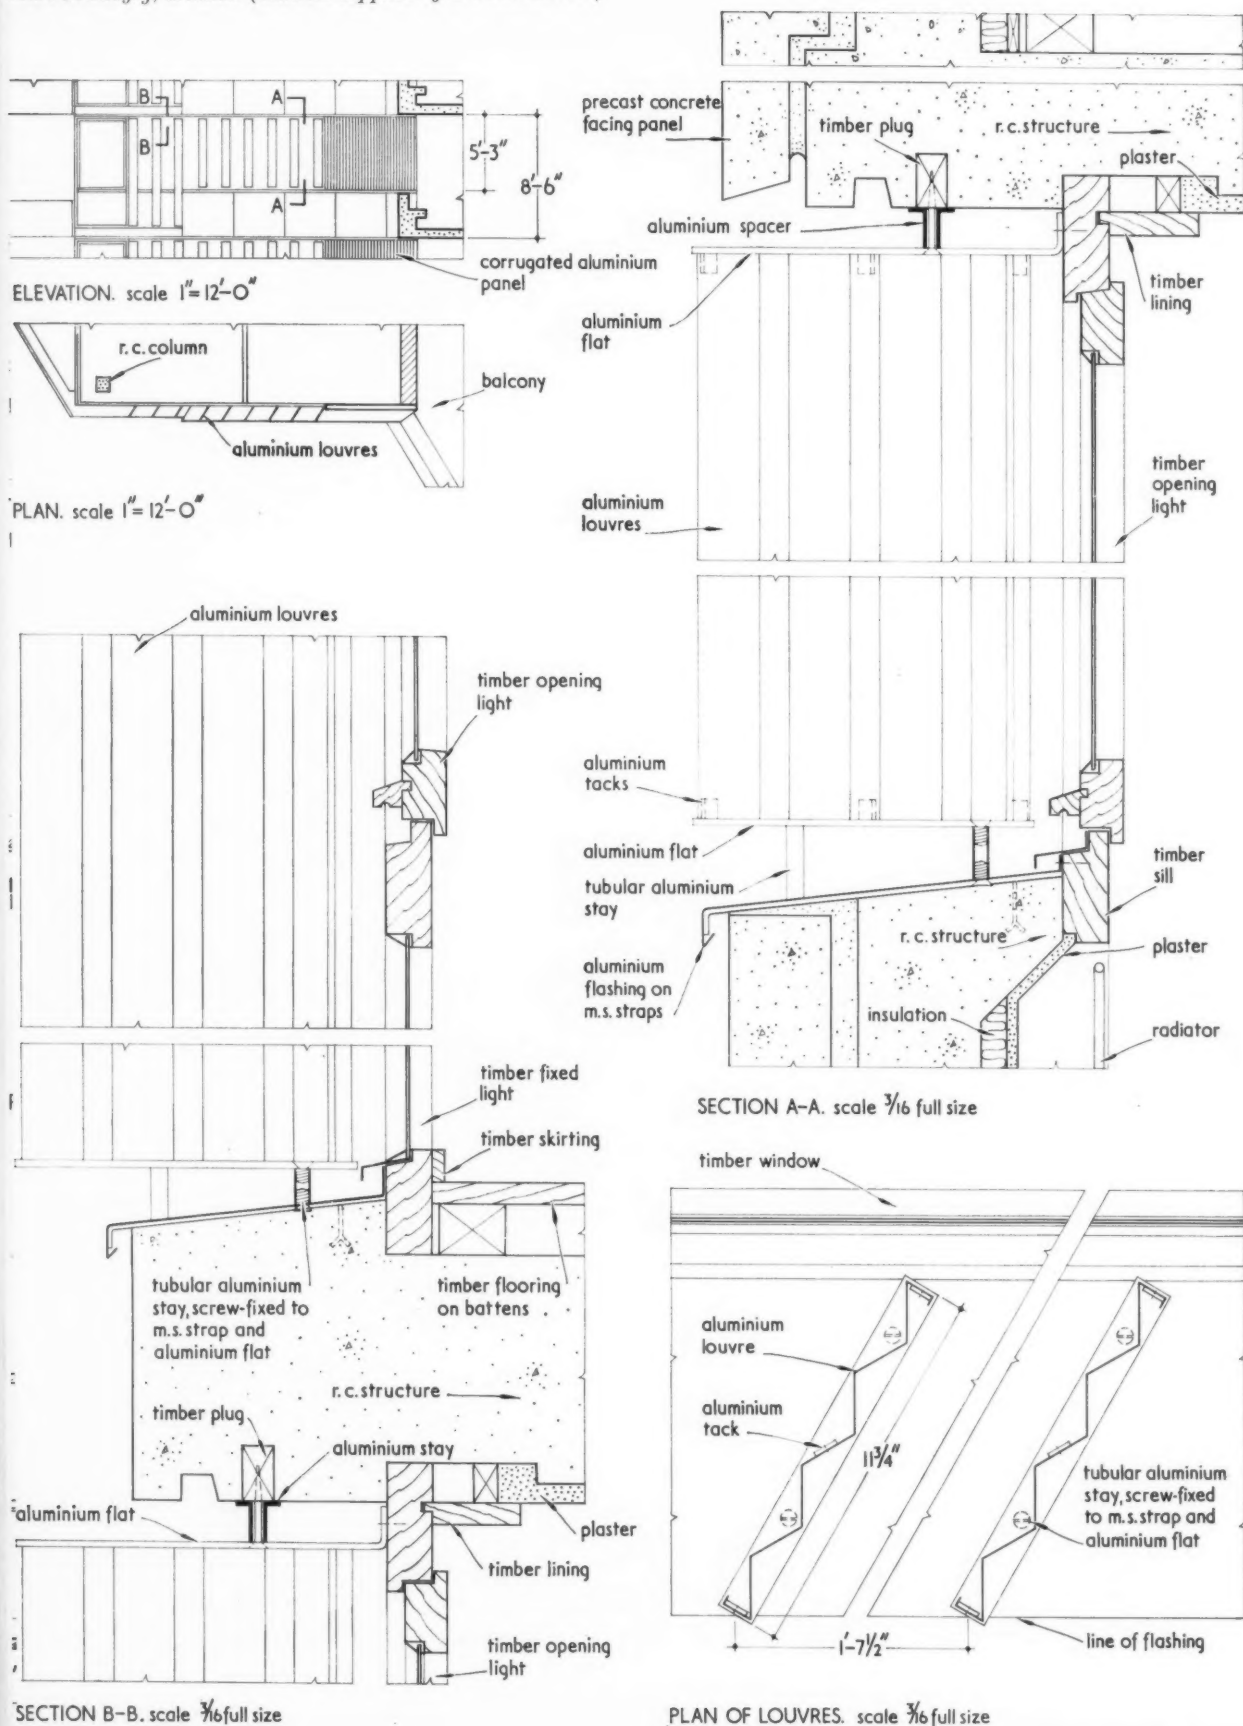 B
A
B
A
5'-3"
8'-6"
corrugated aluminium
panel
ELEVATION. scale 1"= 12'-0"
r.c. column
balcony
aluminium louvres
PLAN. scale 1"= 12'-0"
precast concrete
facing panel
timber plug
r.c. structure
plaster
aluminium spacer
aluminium
flat
timber
lining
aluminium
louvres
timber
opening
light
aluminium
tacks
aluminium flat
tubular aluminium
stay
timber
sill
r.c. structure
plaster
aluminium
flashing on
m.s. straps
insulation
radiator
SECTION A-A. scale 3/16 full size
aluminium louvres
timber opening
light
timber fixed
light
timber skirting
tubular aluminium
stay, screw-fixed to
m.s. strap and
aluminium flat
timber flooring
on battens
r.c. structure
timber plug
aluminium stay
aluminium flat
plaster
timber lining
timber opening
light
SECTION B-B. scale 3/16 full size
timber window
aluminium
louvre
aluminium
tack
11 3/4"
tubular aluminium
stay, screw-fixed
to m.s. strap and
aluminium flat
1'-7 1/2"
line of flashing
PLAN OF LOUVRES. scale 3/16 full size